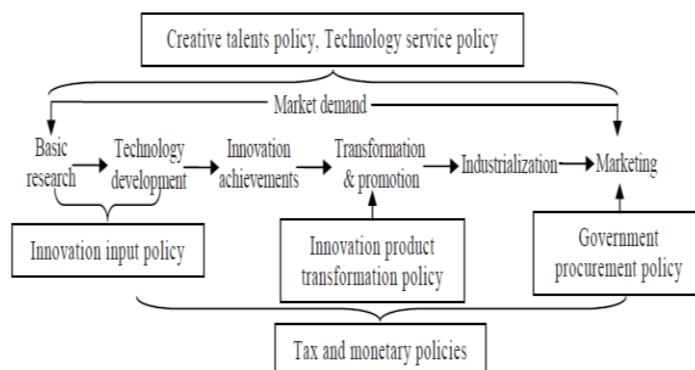 Creative talents policy, Technology service policy
Market demand
Basic
research
Technology
development
Innovation
achievements
Transformation
& promotion
Industrialization
Marketing
Innovation input policy
Innovation product
transformation policy
Government
procurement policy
Tax and monetary policies